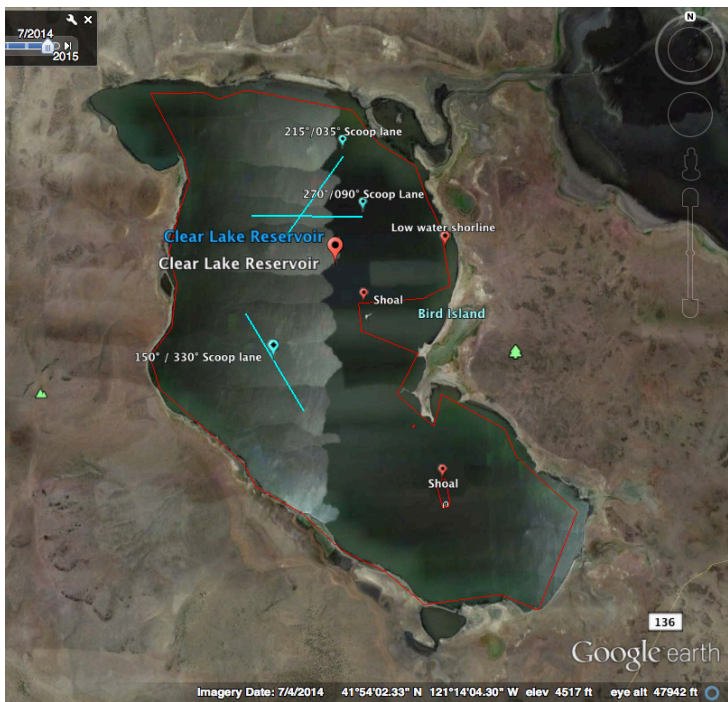 7/2014
2015
N
215°/035° Scoop lane
270°/090° Scoop Lane
Low water shorline
Clear Lake Reservoir
Clear Lake Reservoir
Shoal
Bird Island
150° / 330° Scoop lane
Shoal
136
Google earth
Imagery Date: 7/4/2014 41°54'02.33" N 121°14'04.30" W elev 4517 ft eye alt 47942 ft